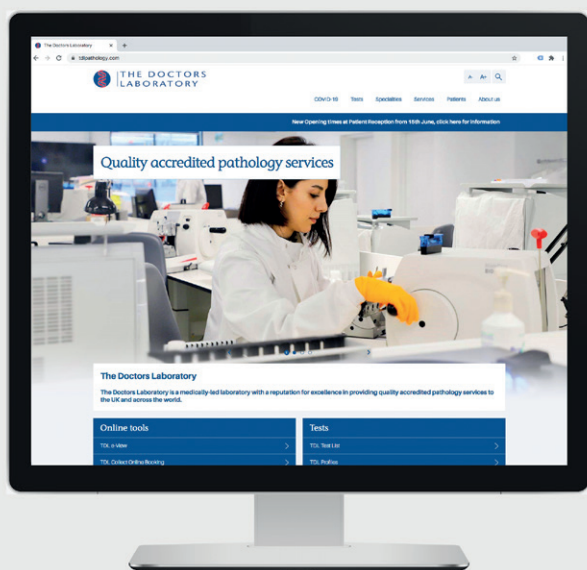 The Doctors Laboratory
tdlpathology.com
THE DOCTORS
LABORATORY
A- A+
COVID-19 Tests Specialties Services Patients About us
New Opening times at Patient Reception from 15th June, click here for information
Quality accredited pathology services
The Doctors Laboratory
The Doctors Laboratory is a medically-led laboratory with a reputation for excellence in providing quality accredited pathology services to
the UK and across the world.
Online tools
TDL e-View
TDL Collect Online Booking
Tests
TDL Test List
TDL Profiles